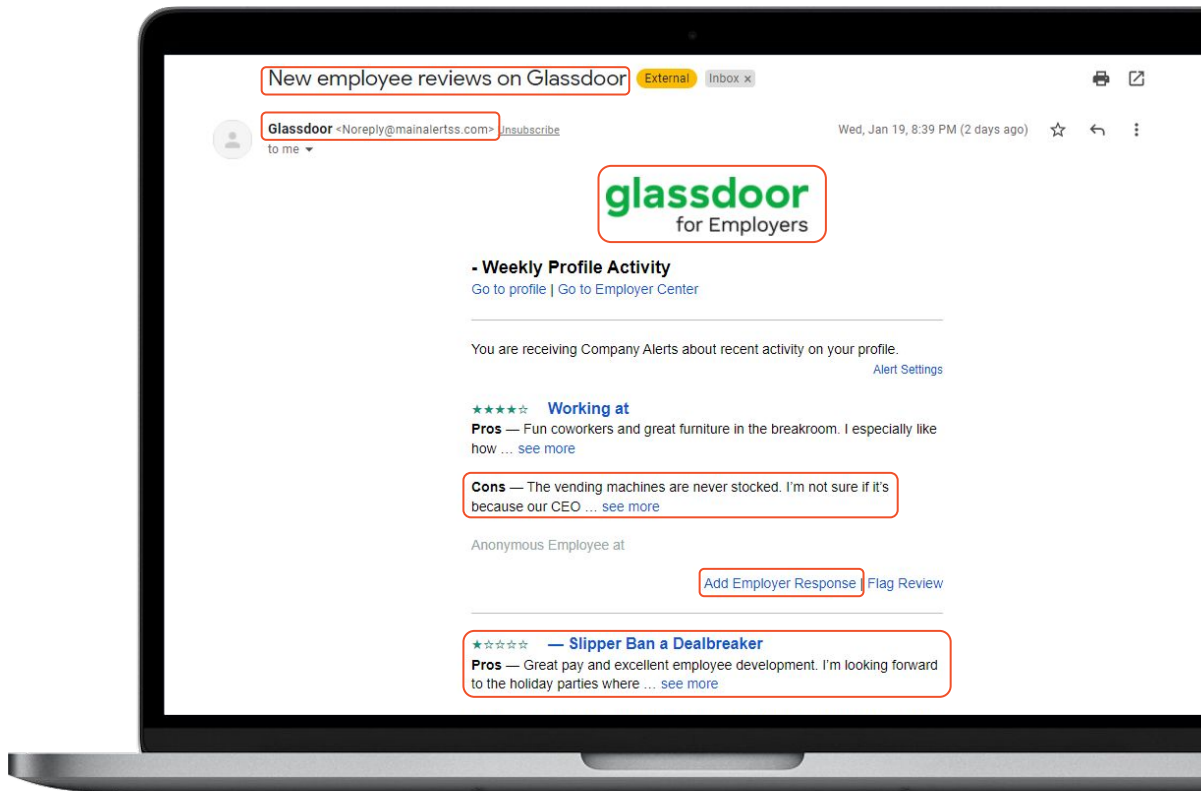 New employee reviews on Glassdoor External Inbox x
Glassdoor <Noreply@mainalertss.com> Unsubscribe Wed, Jan 19, 8:39 PM (2 days ago)
to me
glassdoor
for Employers
- Weekly Profile Activity
Go to profile | Go to Employer Center
You are receiving Company Alerts about recent activity on your profile.
Alert Settings
★★★★☆ Working at
Pros — Fun coworkers and great furniture in the breakroom. I especially like
how … see more
Cons — The vending machines are never stocked. I'm not sure if it's
because our CEO … see more
Anonymous Employee at
Add Employer Response | Flag Review
★☆☆☆☆ — Slipper Ban a Dealbreaker
Pros — Great pay and excellent employee development. I'm looking forward
to the holiday parties where … see more